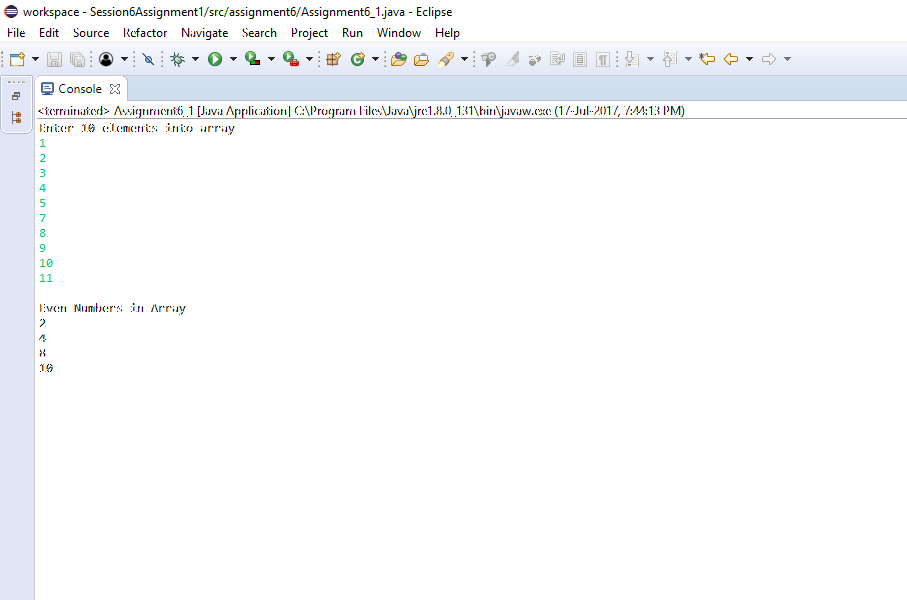 workspace - Session6Assignment1/src/assignment6/Assignment6_1.java - Eclipse
File Edit Source Refactor Navigate Search Project Run Window Help
Console
<terminated> Assignment6_1 [Java Application] C:\Program Files\Java\jre1.8.0_131\bin\javaw.exe (17-Jul-2017, 7:44:13 PM)
Enter 10 elements into array
1
2
3
4
5
7
8
9
10
11
Even Numbers in Array
2
4
8
10